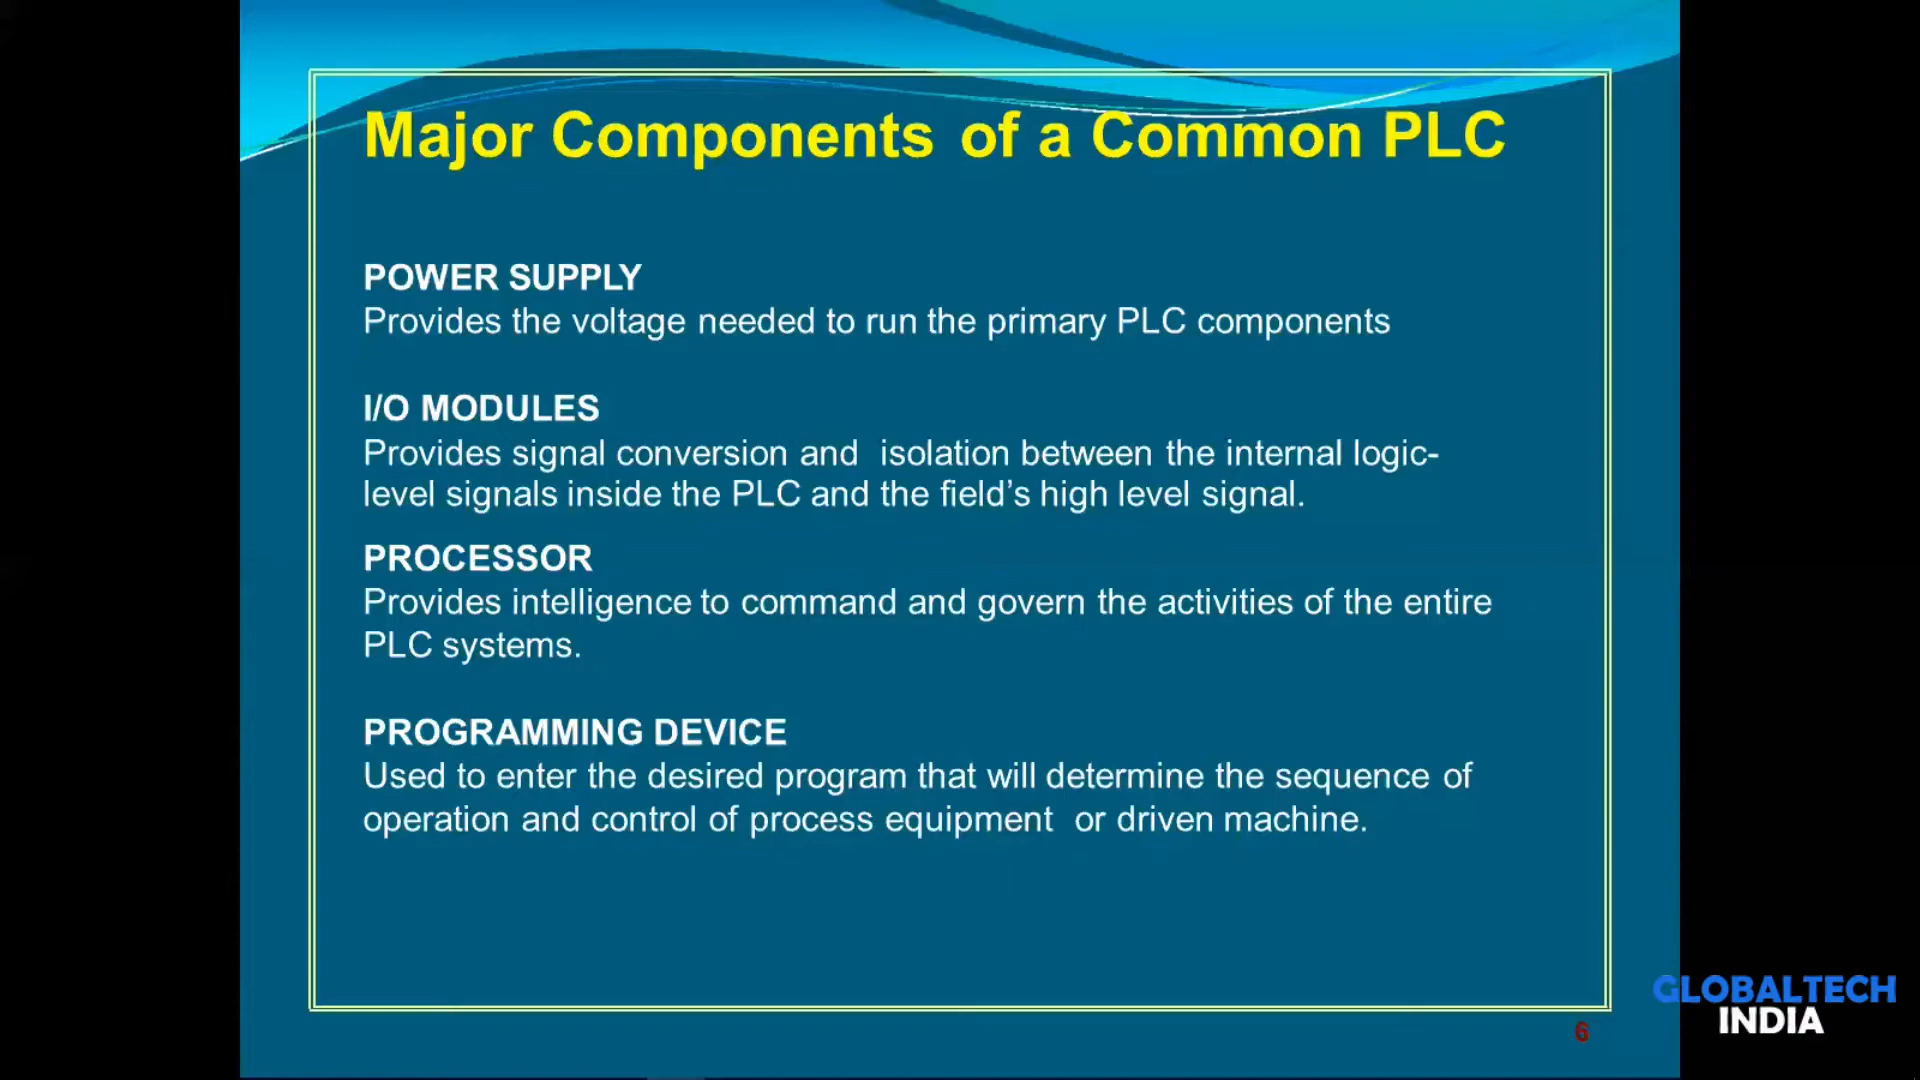 Major Components of a Common PLC
POWER SUPPLY
Provides the voltage needed to run the primary PLC components
I/O MODULES
Provides signal conversion and isolation between the internal logic-
level signals inside the PLC and the field’s high level signal.
PROCESSOR
Provides intelligence to command and govern the activities of the entire
PLC systems.
PROGRAMMING DEVICE
Used to enter the desired program that will determine the sequence of
operation and control of process equipment or driven machine.
6
GLOBALTECH
INDIA